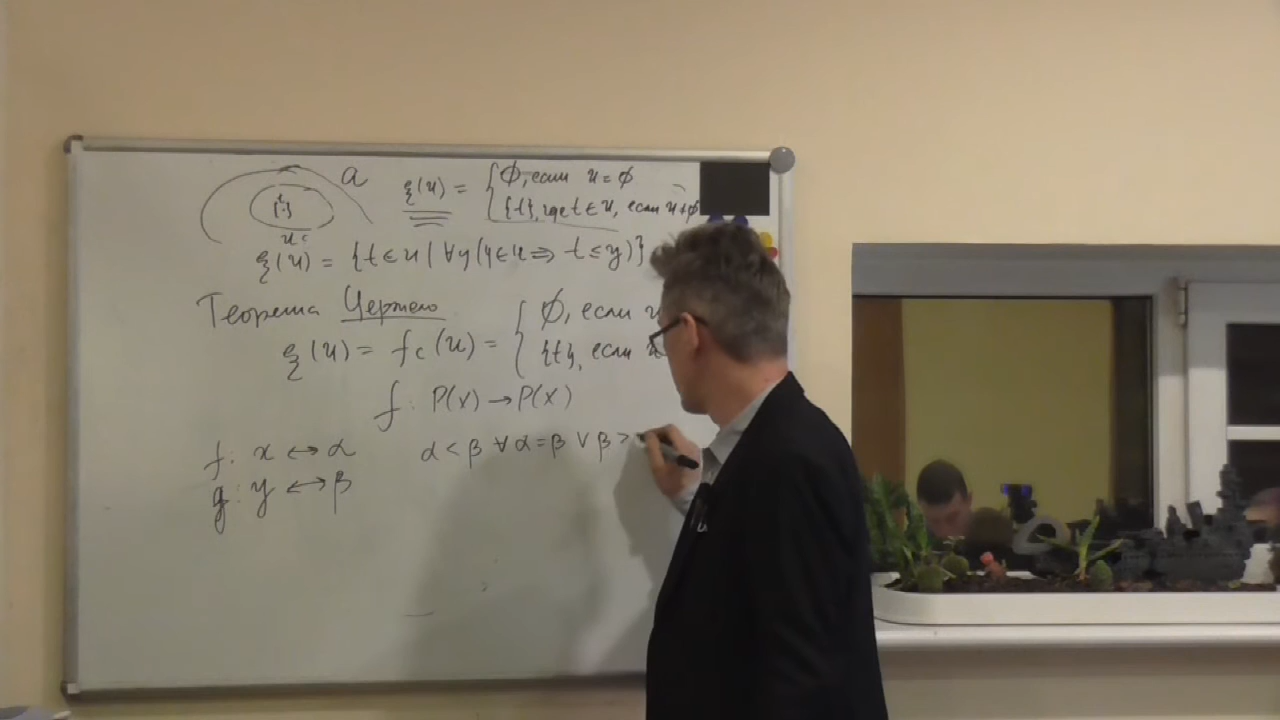 a
t
{·}
u
ξ(u) = { ∅, если u = ∅
{t}, где t ∈ u, если u ≠ ∅
ξ(u) = {t ∈ u | ∀y (y ∈ u ⇒ t ≤ y)}
Теорема Цермело
ξ(u) = f_c(u) = { ∅, если
{t}, если
f: P(X) → P(X)
f: x ↔ α
α < β ∀ α = β ∨ β >
g: y ↔ β